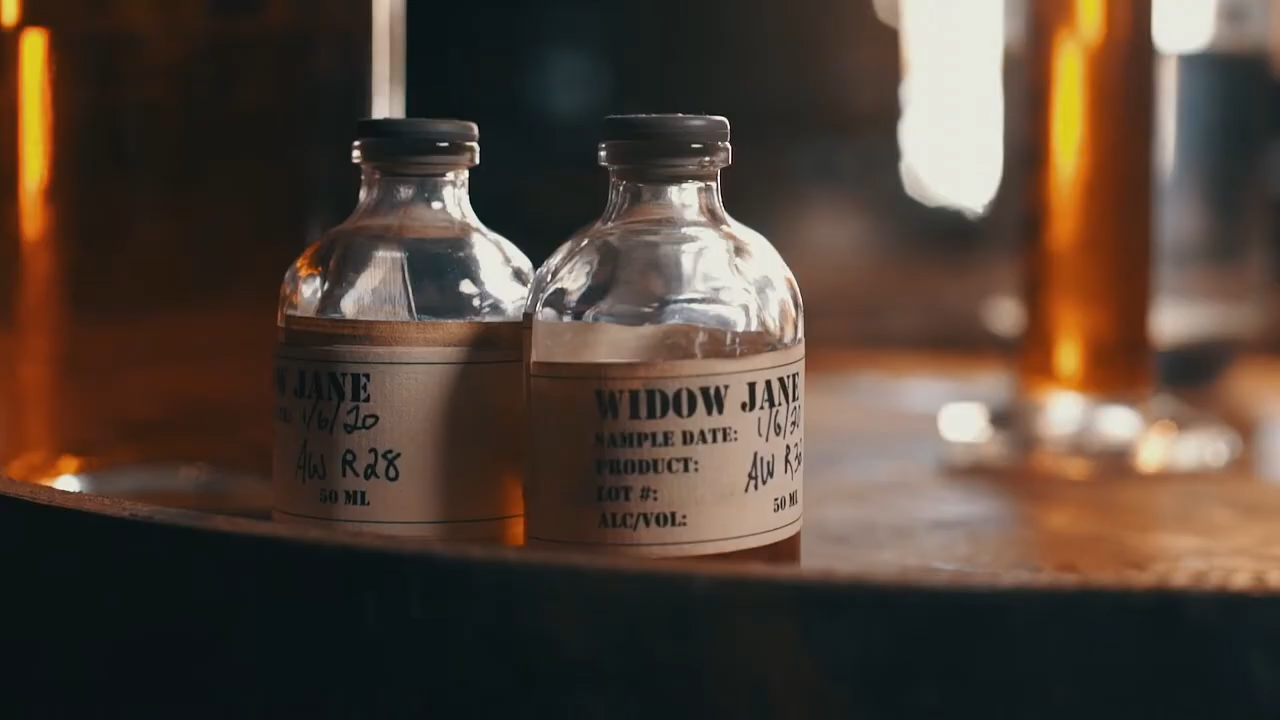 W JANE
1/6/20
AW R28
50 ML
WIDOW JANE
SAMPLE DATE: 1/6/20
PRODUCT: AW
LOT #:
50 ML
ALC/VOL: